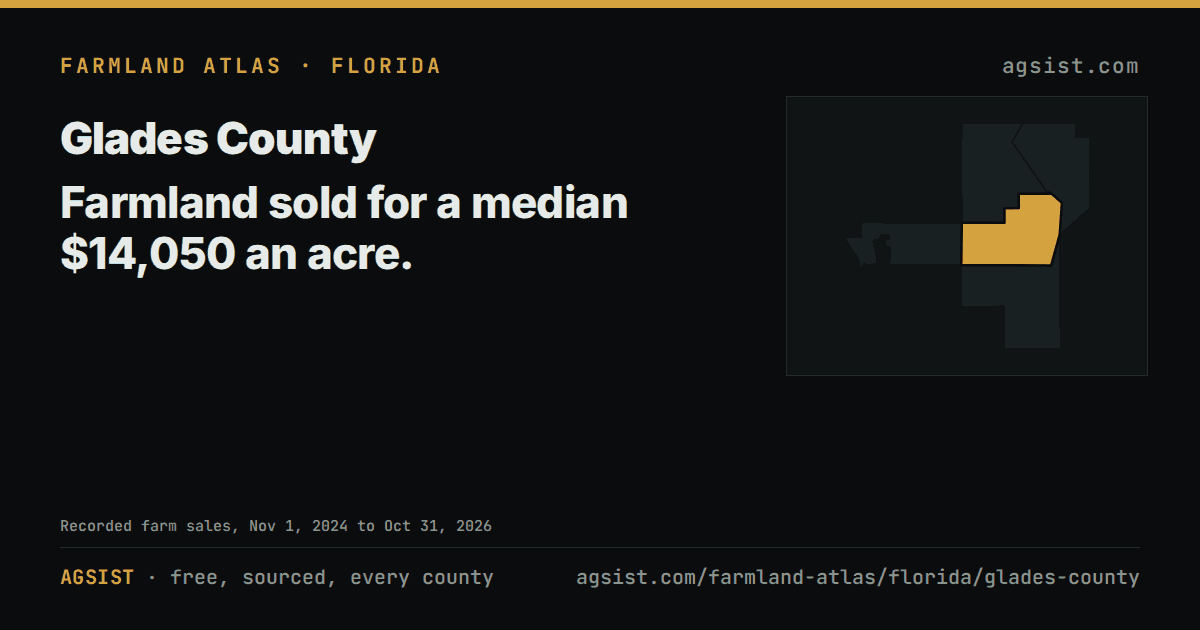 FARMLAND ATLAS · FLORIDA
agsist.com
Glades County
Farmland sold for a median
$14,050 an acre.
Recorded farm sales, Nov 1, 2024 to Oct 31, 2026
AGSIST · free, sourced, every county
agsist.com/farmland-atlas/florida/glades-county